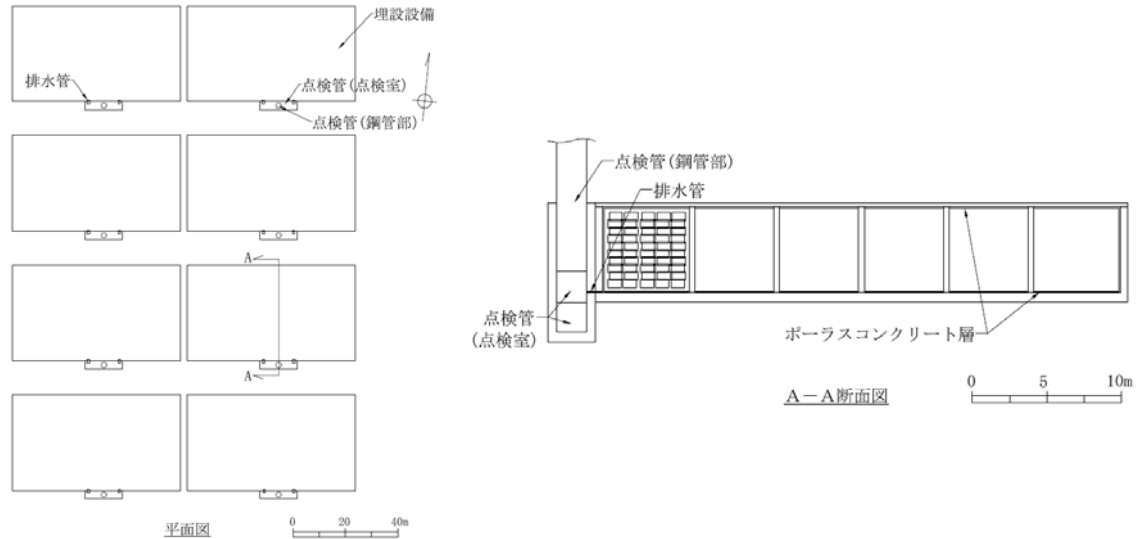 埋設設備
排水管
点検管(点検室)
点検管(鋼管部)
A
A
平面図
0 20 40m
点検管(鋼管部)
排水管
点検管
(点検室)
ポーラスコンクリート層
A-A断面図
0 5 10m